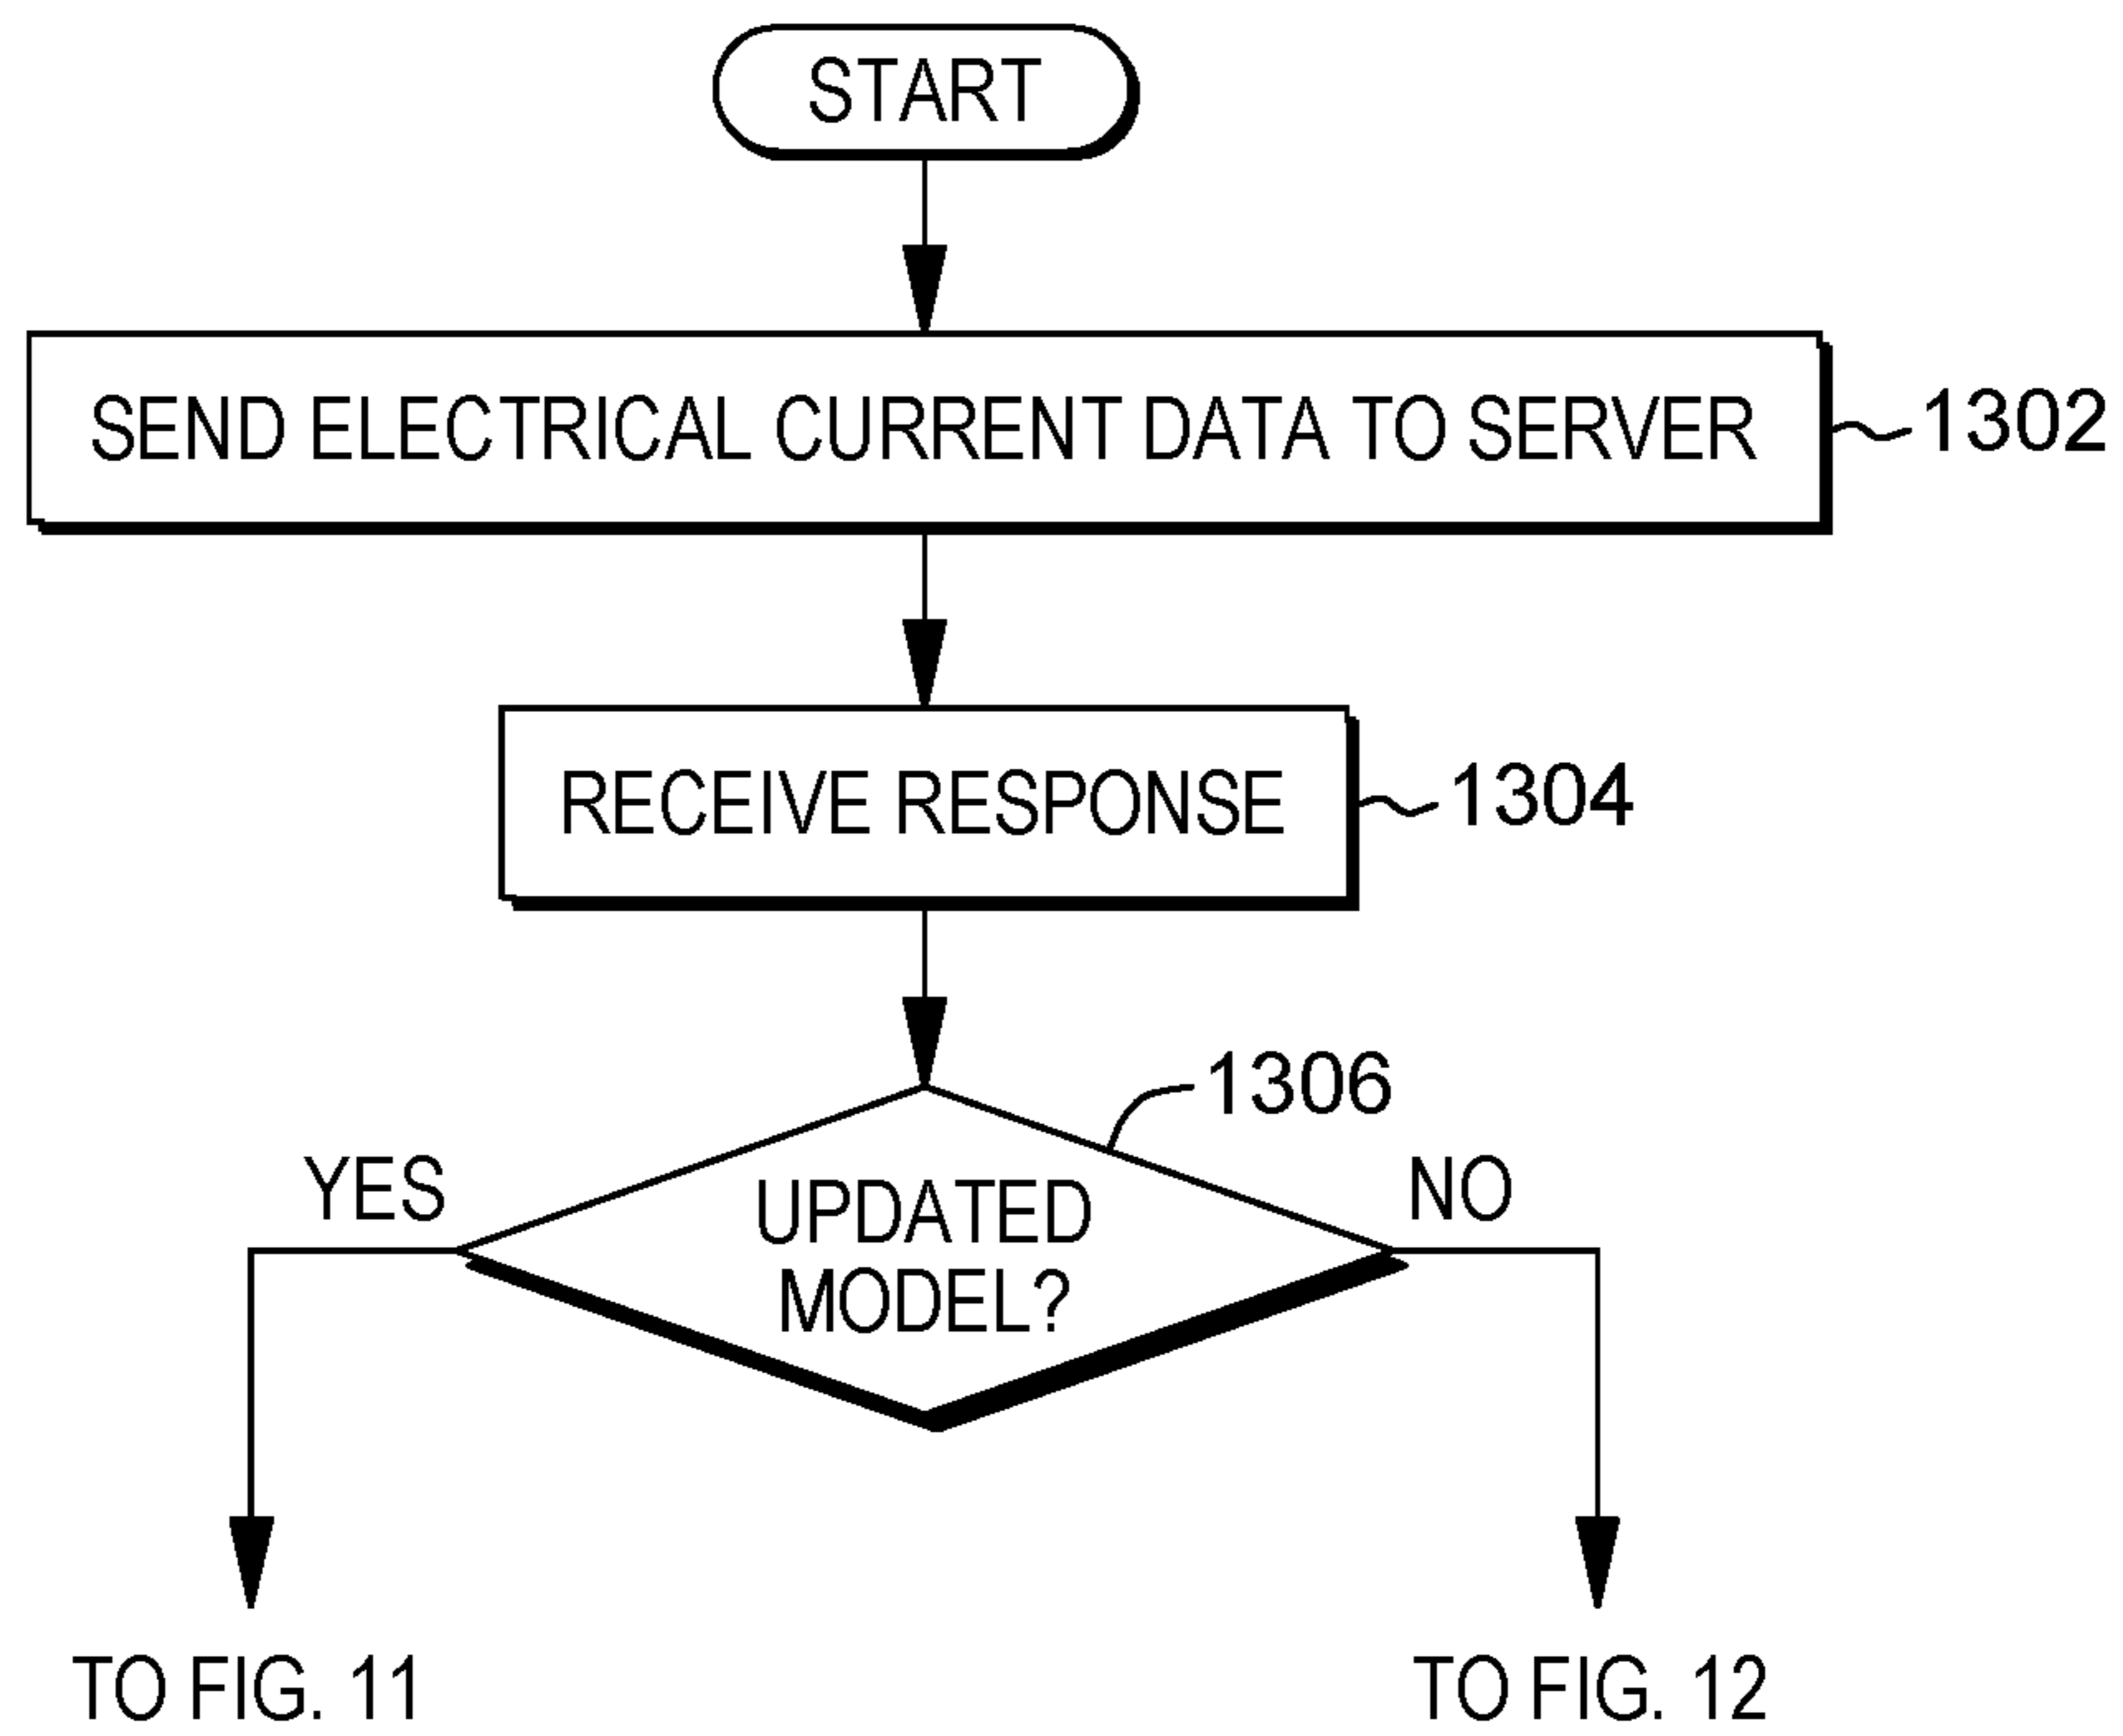 START
SEND ELECTRICAL CURRENT DATA TO SERVER
1302
RECEIVE RESPONSE
1304
1306
YES
NO
UPDATED
MODEL?
TO FIG. 11
TO FIG. 12